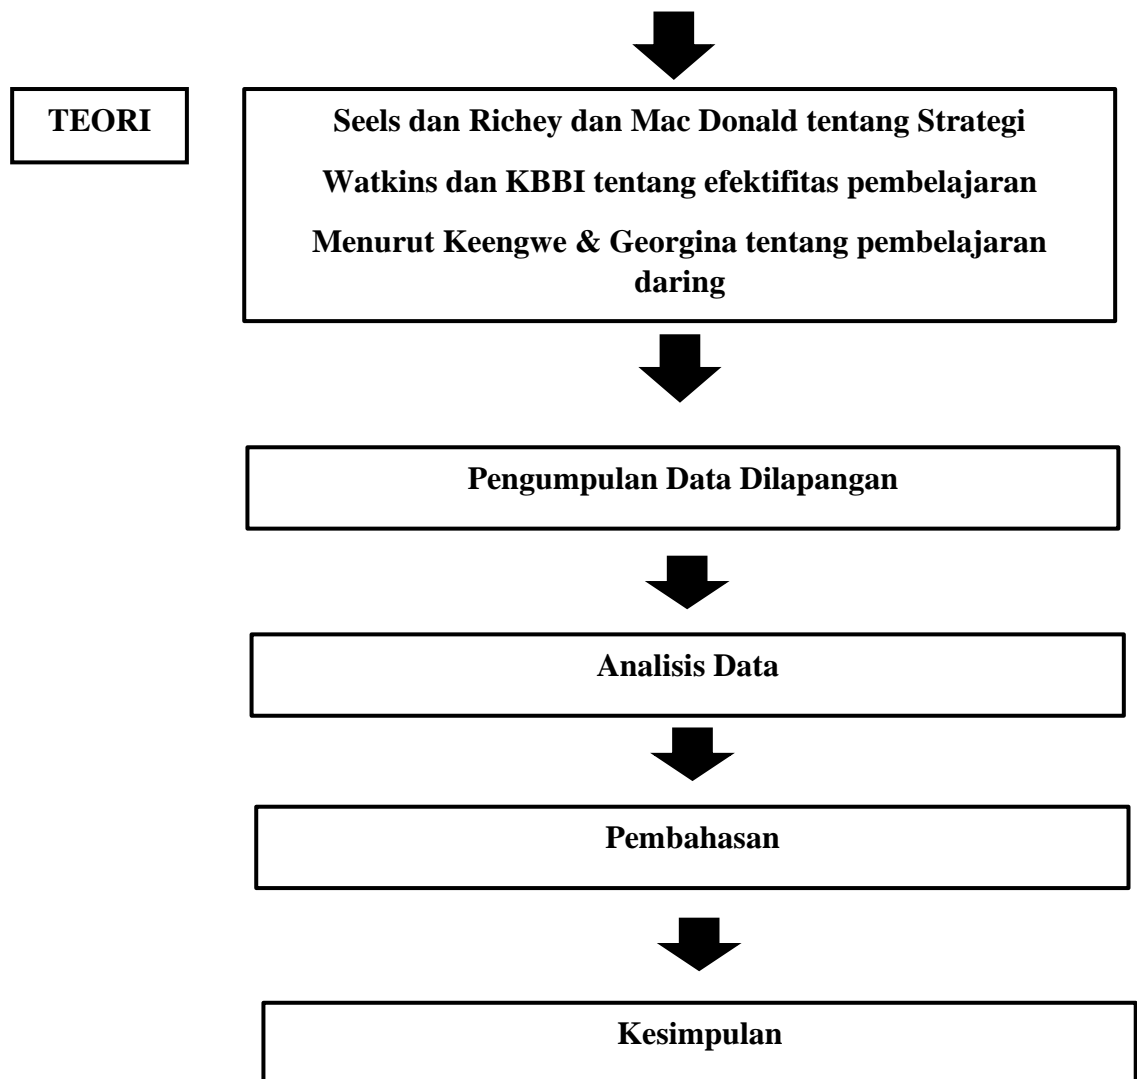 TEORI
Seels dan Richey dan Mac Donald tentang Strategi
Watkins dan KBBI tentang efektifitas pembelajaran
Menurut Keengwe & Georgina tentang pembelajaran
daring
Pengumpulan Data Dilapangan
Analisis Data
Pembahasan
Kesimpulan